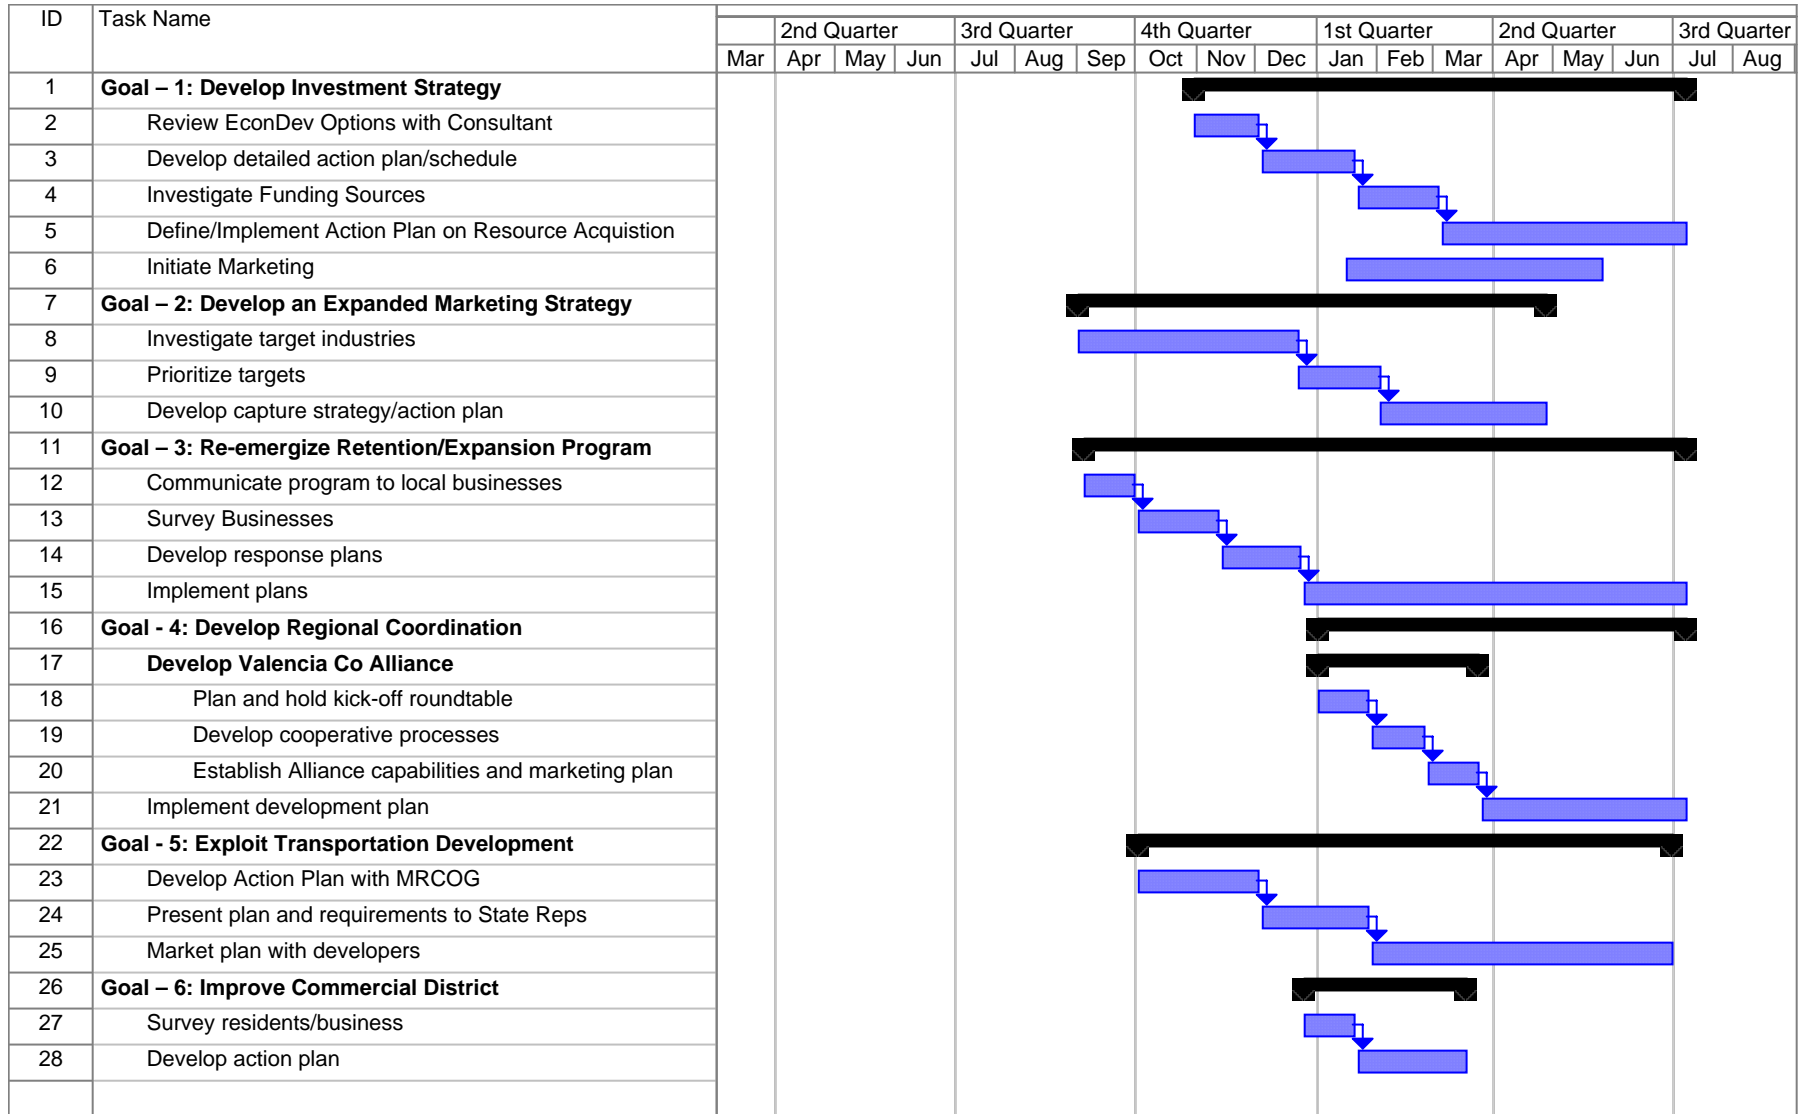 ID Task Name
2nd Quarter 3rd Quarter 4th Quarter 1st Quarter 2nd Quarter 3rd Quarter
Mar Apr May Jun Jul Aug Sep Oct Nov Dec Jan Feb Mar Apr May Jun Jul Aug
1 Goal – 1: Develop Investment Strategy
2 Review EconDev Options with Consultant
3 Develop detailed action plan/schedule
4 Investigate Funding Sources
5 Define/Implement Action Plan on Resource Acquistion
6 Initiate Marketing
7 Goal – 2: Develop an Expanded Marketing Strategy
8 Investigate target industries
9 Prioritize targets
10 Develop capture strategy/action plan
11 Goal – 3: Re-emergize Retention/Expansion Program
12 Communicate program to local businesses
13 Survey Businesses
14 Develop response plans
15 Implement plans
16 Goal - 4: Develop Regional Coordination
17 Develop Valencia Co Alliance
18 Plan and hold kick-off roundtable
19 Develop cooperative processes
20 Establish Alliance capabilities and marketing plan
21 Implement development plan
22 Goal - 5: Exploit Transportation Development
23 Develop Action Plan with MRCOG
24 Present plan and requirements to State Reps
25 Market plan with developers
26 Goal – 6: Improve Commercial District
27 Survey residents/business
28 Develop action plan